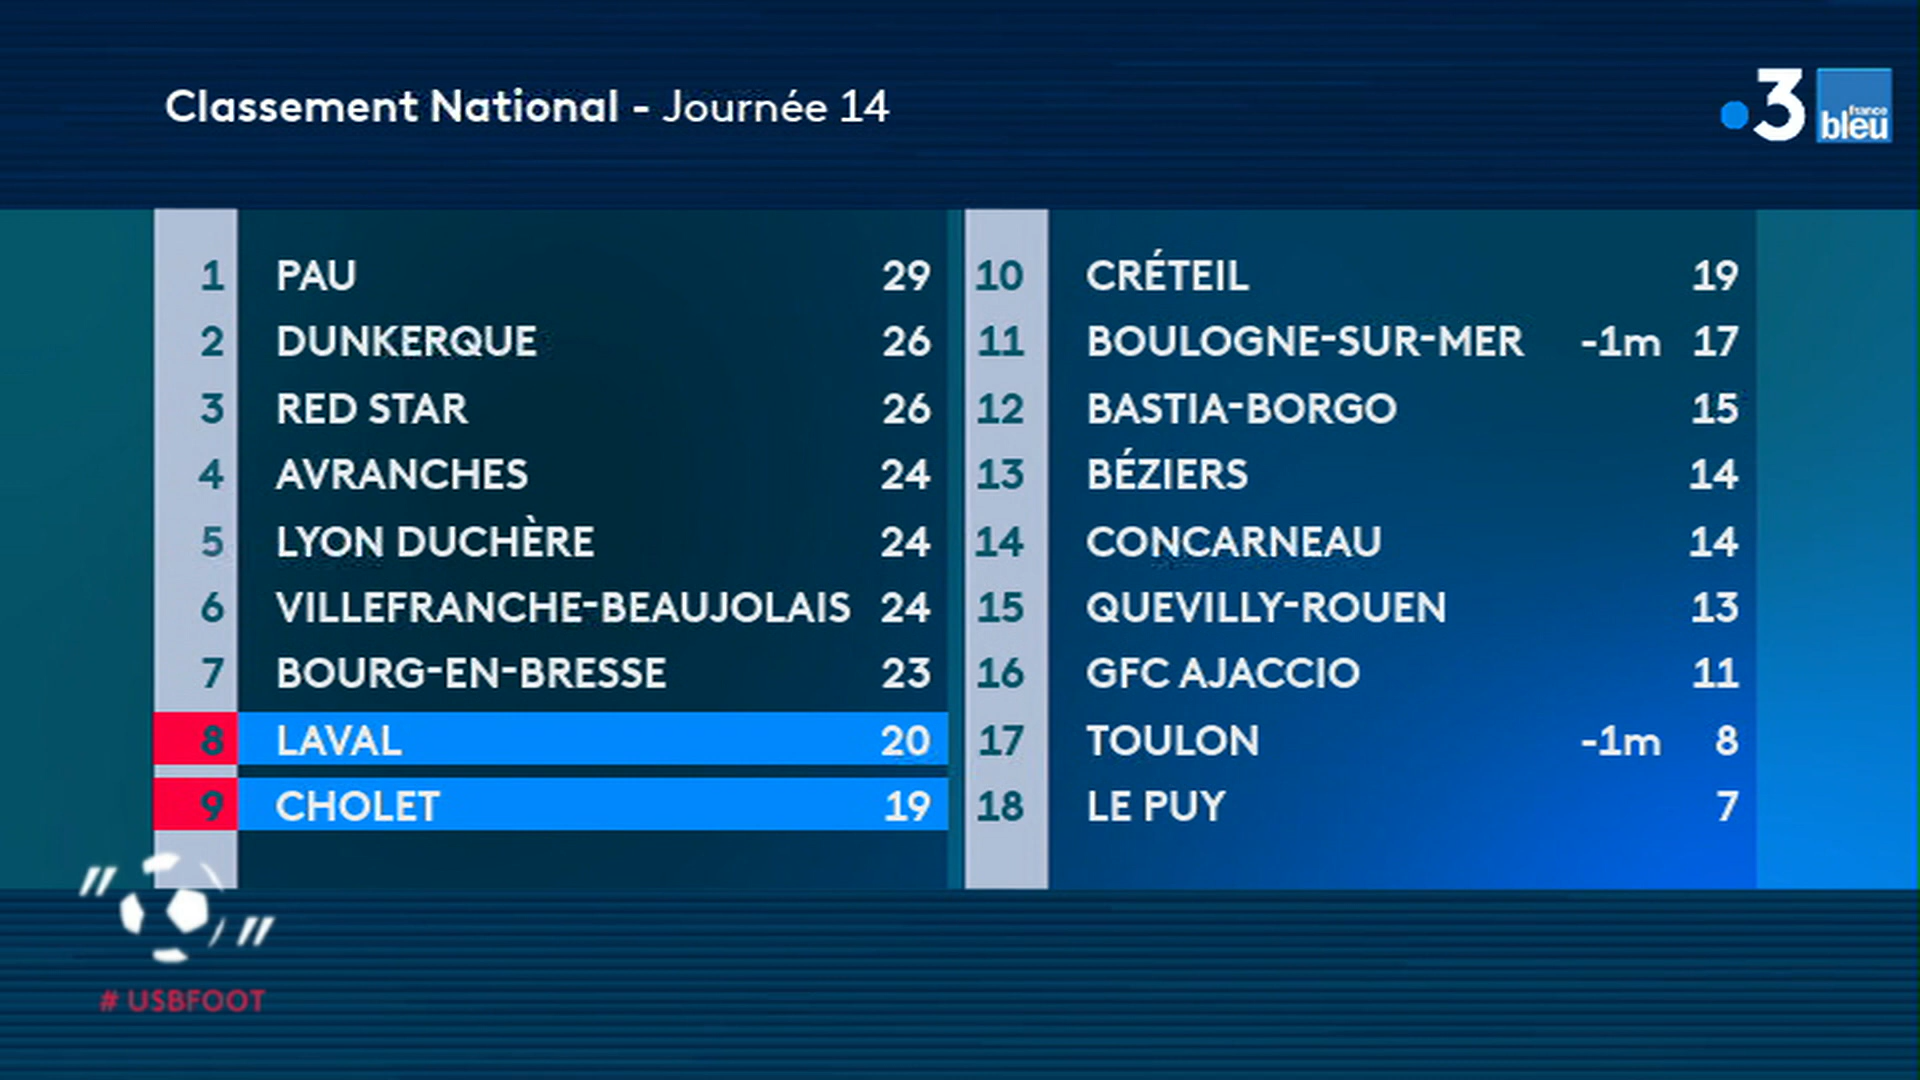 Classement National - Journée 14
3
france
bleu
1 PAU 29
2 DUNKERQUE 26
3 RED STAR 26
4 AVRANCHES 24
5 LYON DUCHÈRE 24
6 VILLEFRANCHE-BEAUJOLAIS 24
7 BOURG-EN-BRESSE 23
8 LAVAL 20
9 CHOLET 19
10 CRÉTEIL 19
11 BOULOGNE-SUR-MER -1m 17
12 BASTIA-BORGO 15
13 BÉZIERS 14
14 CONCARNEAU 14
15 QUEVILLY-ROUEN 13
16 GFC AJACCIO 11
17 TOULON -1m 8
18 LE PUY 7
# USBFOOT